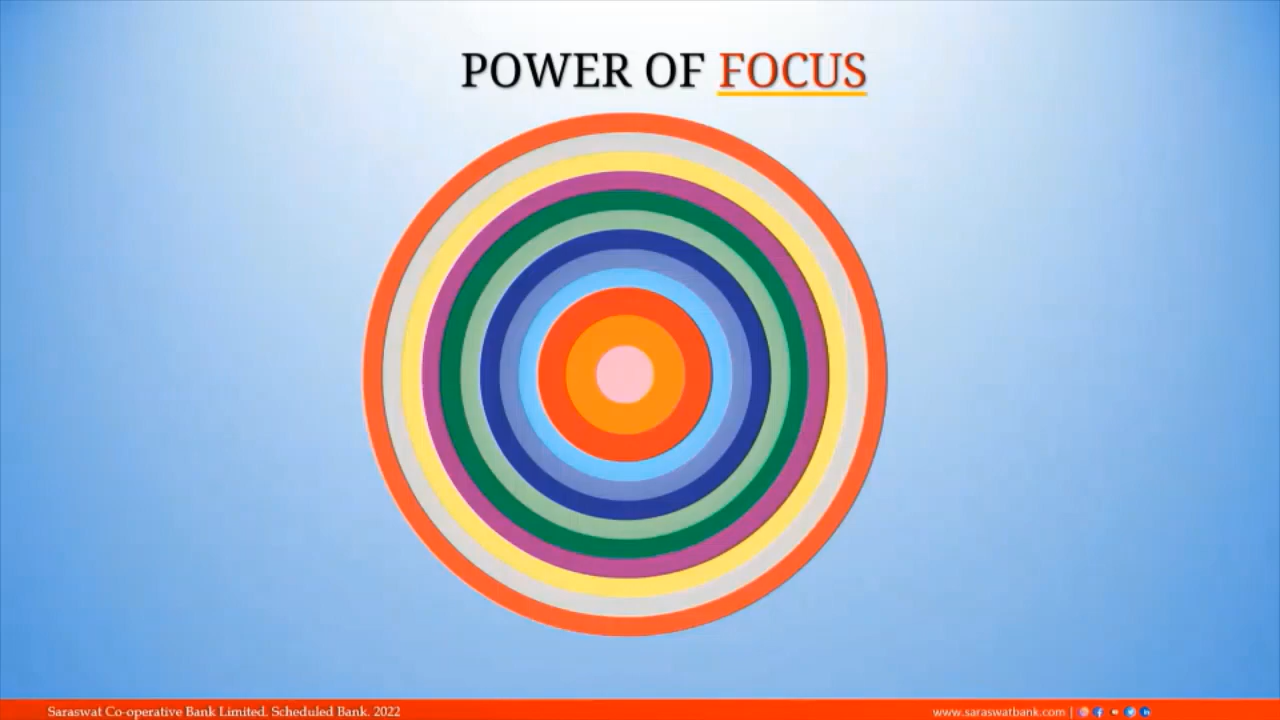 POWER OF FOCUS
Saraswat Co-operative Bank Limited. Scheduled Bank. 2022
www.saraswatbank.com |